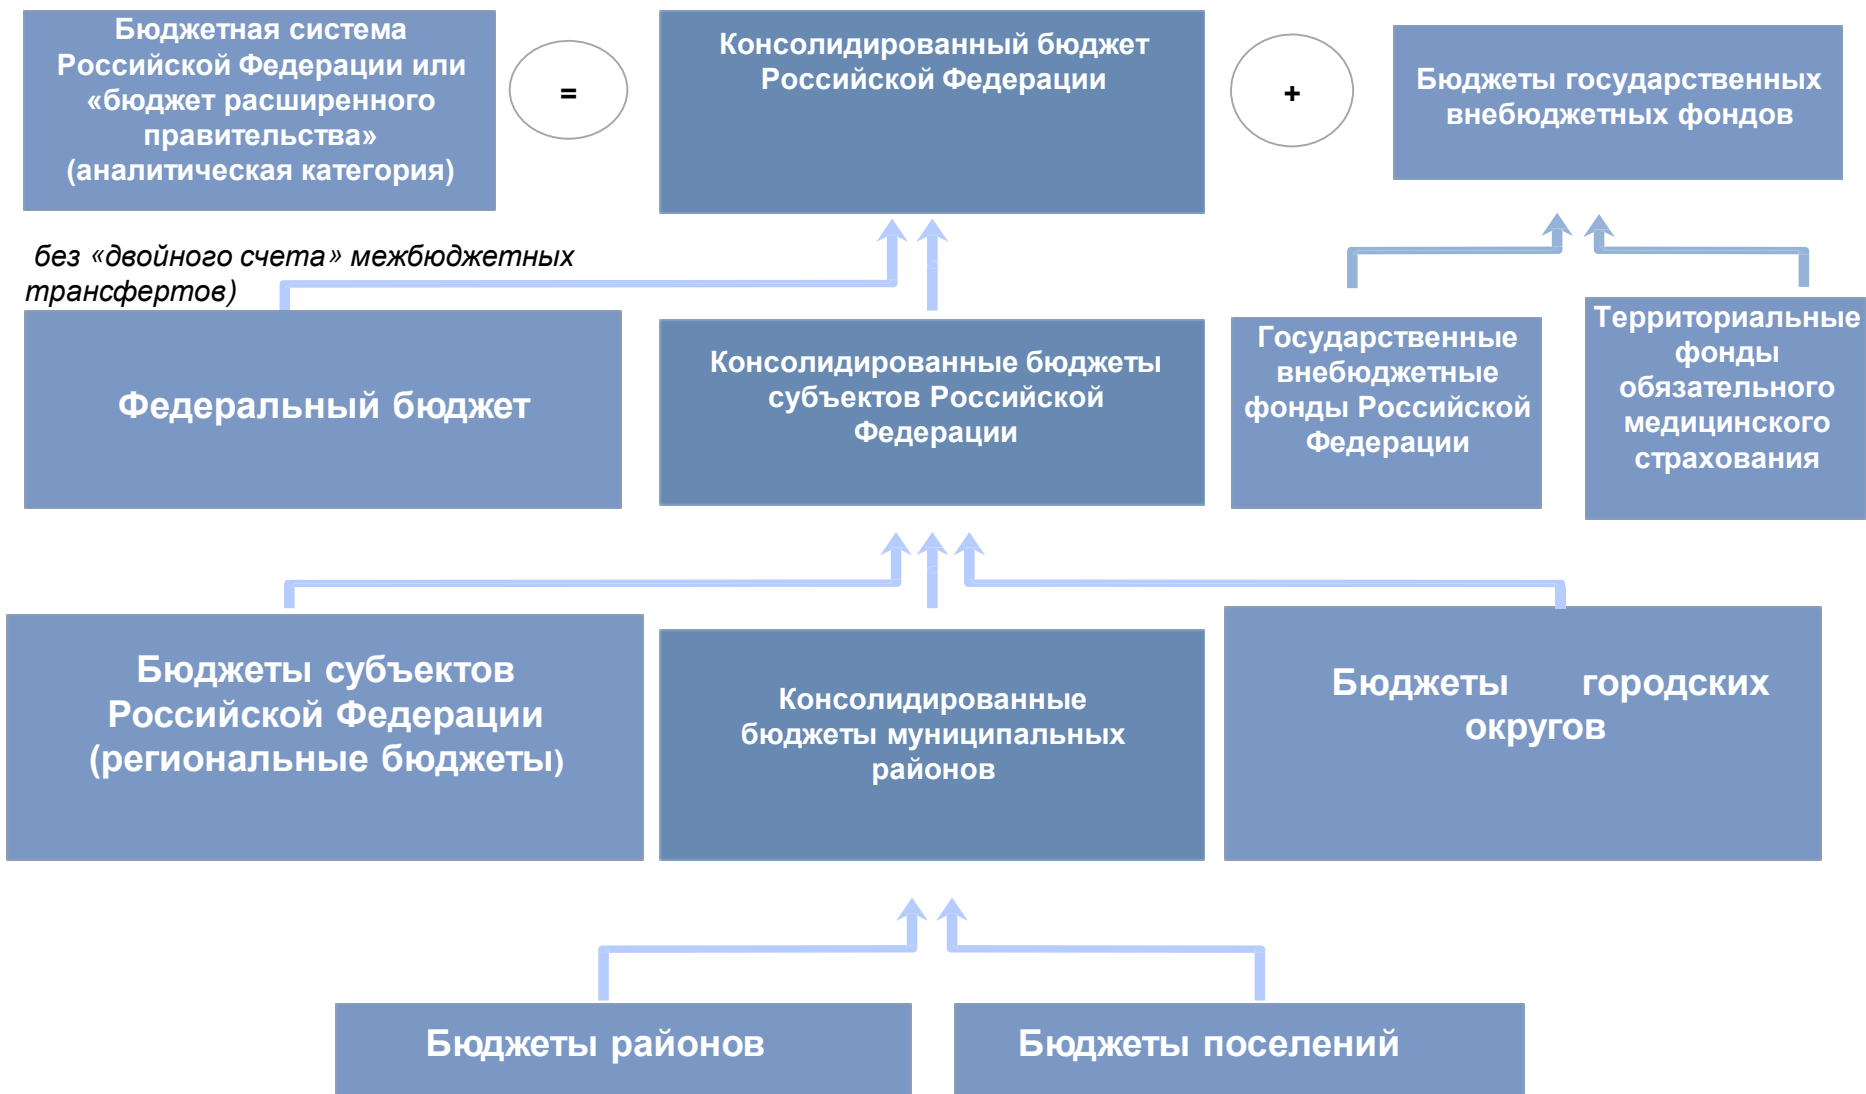 Бюджетная система
Российской Федерации или
«бюджет расширенного
правительства»
(аналитическая категория)
=
Консолидированный бюджет
Российской Федерации
+
Бюджеты государственных
внебюджетных фондов
без «двойного счета» межбюджетных
трансфертов)
Федеральный бюджет
Консолидированные бюджеты
субъектов Российской
Федерации
Государственные
внебюджетные
фонды Российской
Федерации
Территориальные
фонды
обязательного
медицинского
страхования
Бюджеты субъектов
Российской Федерации
(региональные бюджеты)
Консолидированные
бюджеты муниципальных
районов
Бюджеты городских
округов
Бюджеты районов
Бюджеты поселений